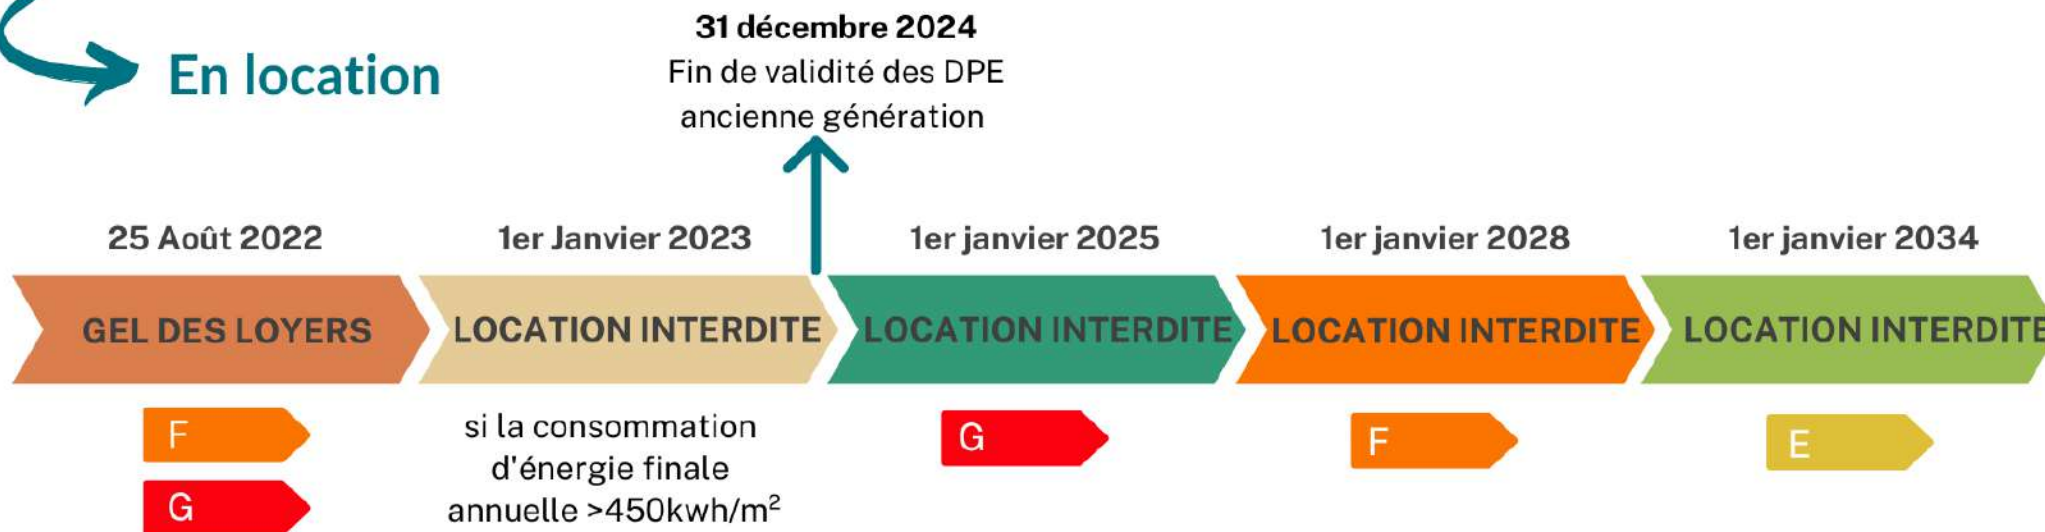 31 décembre 2024
Fin de validité des DPE
ancienne génération
En location
25 Août 2022
1er Janvier 2023
1er janvier 2025
1er janvier 2028
1er janvier 2034
GEL DES LOYERS
LOCATION INTERDITE
LOCATION INTERDITE
LOCATION INTERDITE
LOCATION INTERDITE
F
G
si la consommation
d'énergie finale
annuelle >450kwh/m²
G
F
E